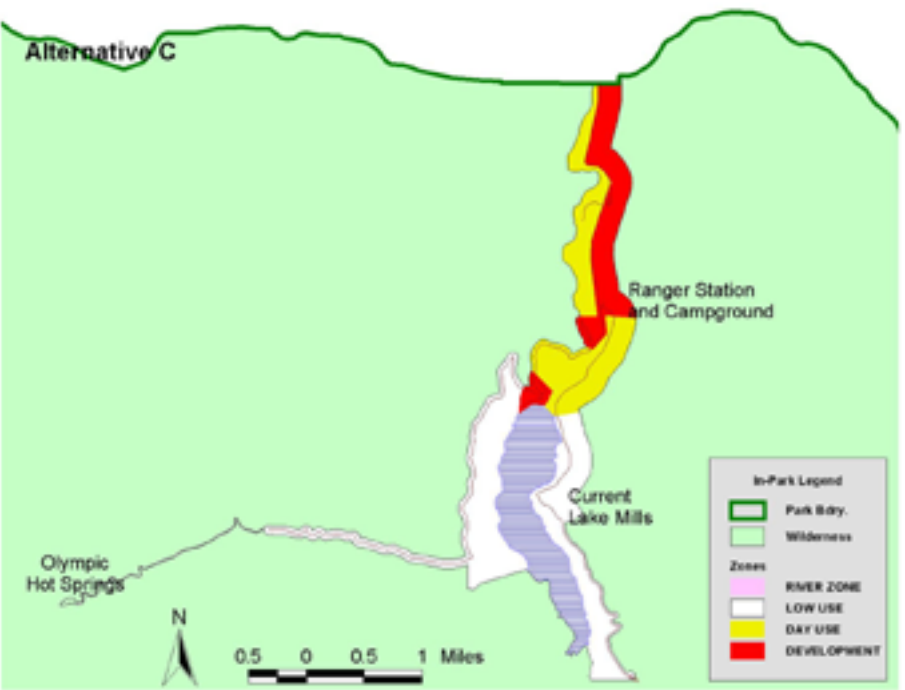 Alternative C
Ranger Station
and Campground
Current
Lake Mills
Olympic
Hot Springs
N
0.5 0 0.5 1 Miles
In-Park Legend
Park Bdry.
Wilderness
Zones
RIVER ZONE
LOW USE
DAY USE
DEVELOPMENT